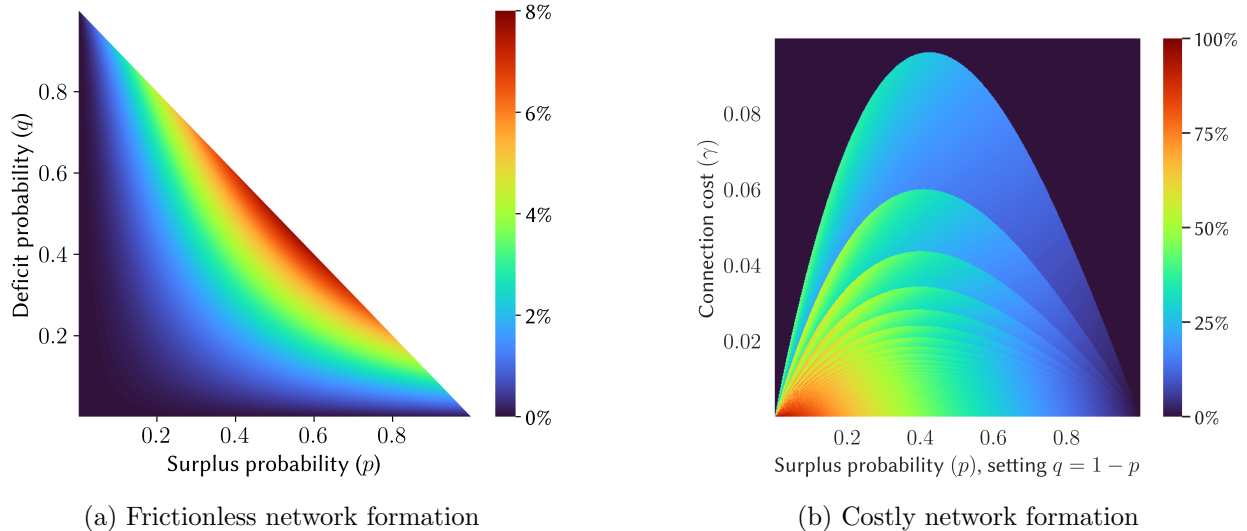 8%
6%
4%
2%
0%
0.8
0.6
0.4
0.2
Deficit probability (q)
0.2 0.4 0.6 0.8
Surplus probability (p)
(a) Frictionless network formation
100%
75%
50%
25%
0%
0.08
0.06
0.04
0.02
Connection cost (γ)
0.2 0.4 0.6 0.8
Surplus probability (p), setting q = 1 − p
(b) Costly network formation